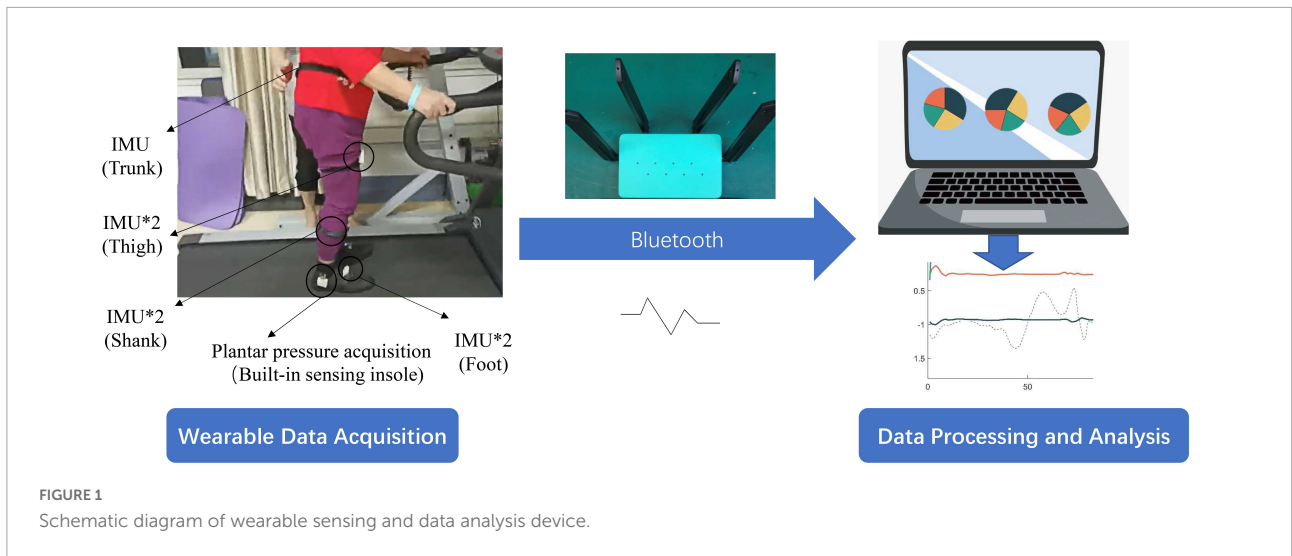 IMU
(Trunk)
IMU*2
(Thigh)
IMU*2
(Shank)
Plantar pressure acquisition
（Built-in sensing insole)
IMU*2
(Foot)
Wearable Data Acquisition
Bluetooth
0.5
-1
1.5
0
50
Data Processing and Analysis
FIGURE 1
Schematic diagram of wearable sensing and data analysis device.